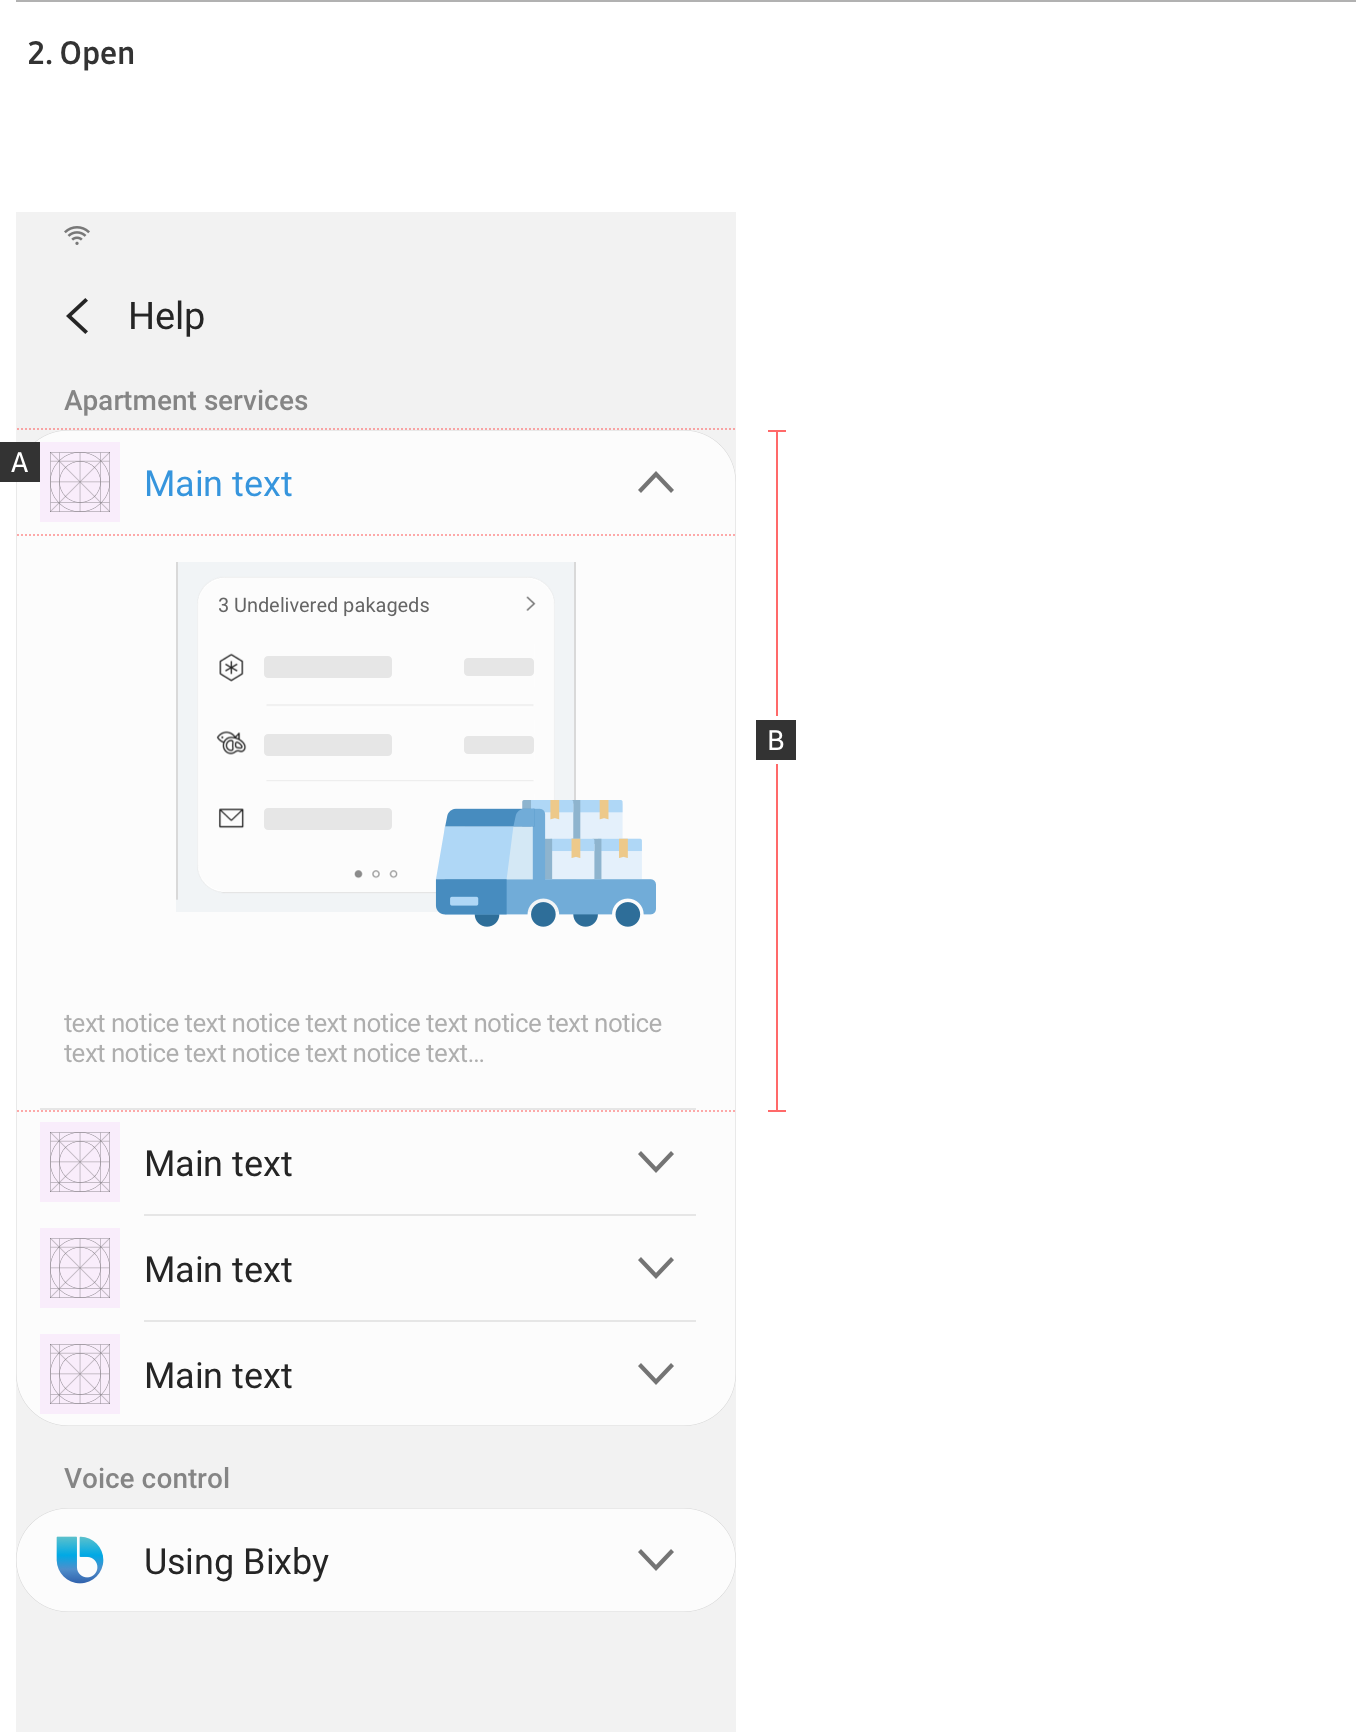 2. Open
Help
Apartment services
A
Main text
3 Undelivered pakageds
B
text notice text notice text notice text notice text notice
text notice text notice text notice text...
Main text
Main text
Main text
Voice control
Using Bixby